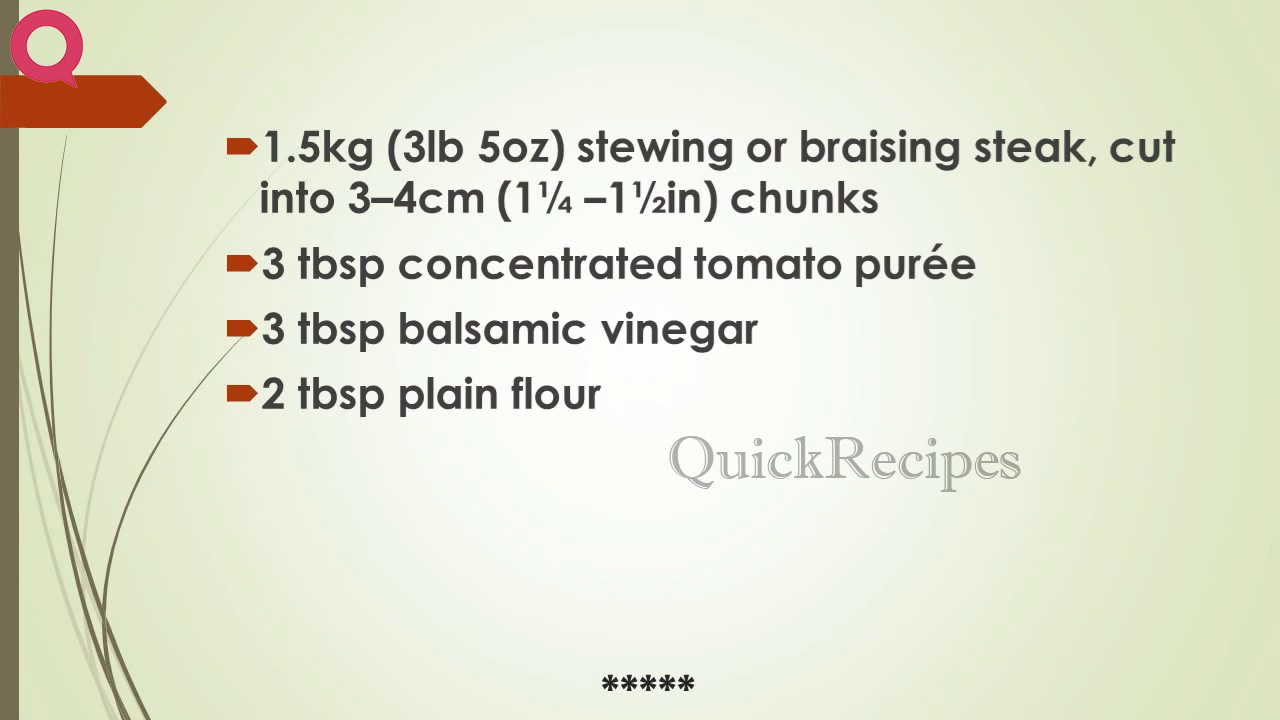 1.5kg (3lb 5oz) stewing or braising steak, cut
into 3–4cm (1¼ –1½in) chunks
3 tbsp concentrated tomato purée
3 tbsp balsamic vinegar
2 tbsp plain flour
QuickRecipes
*****